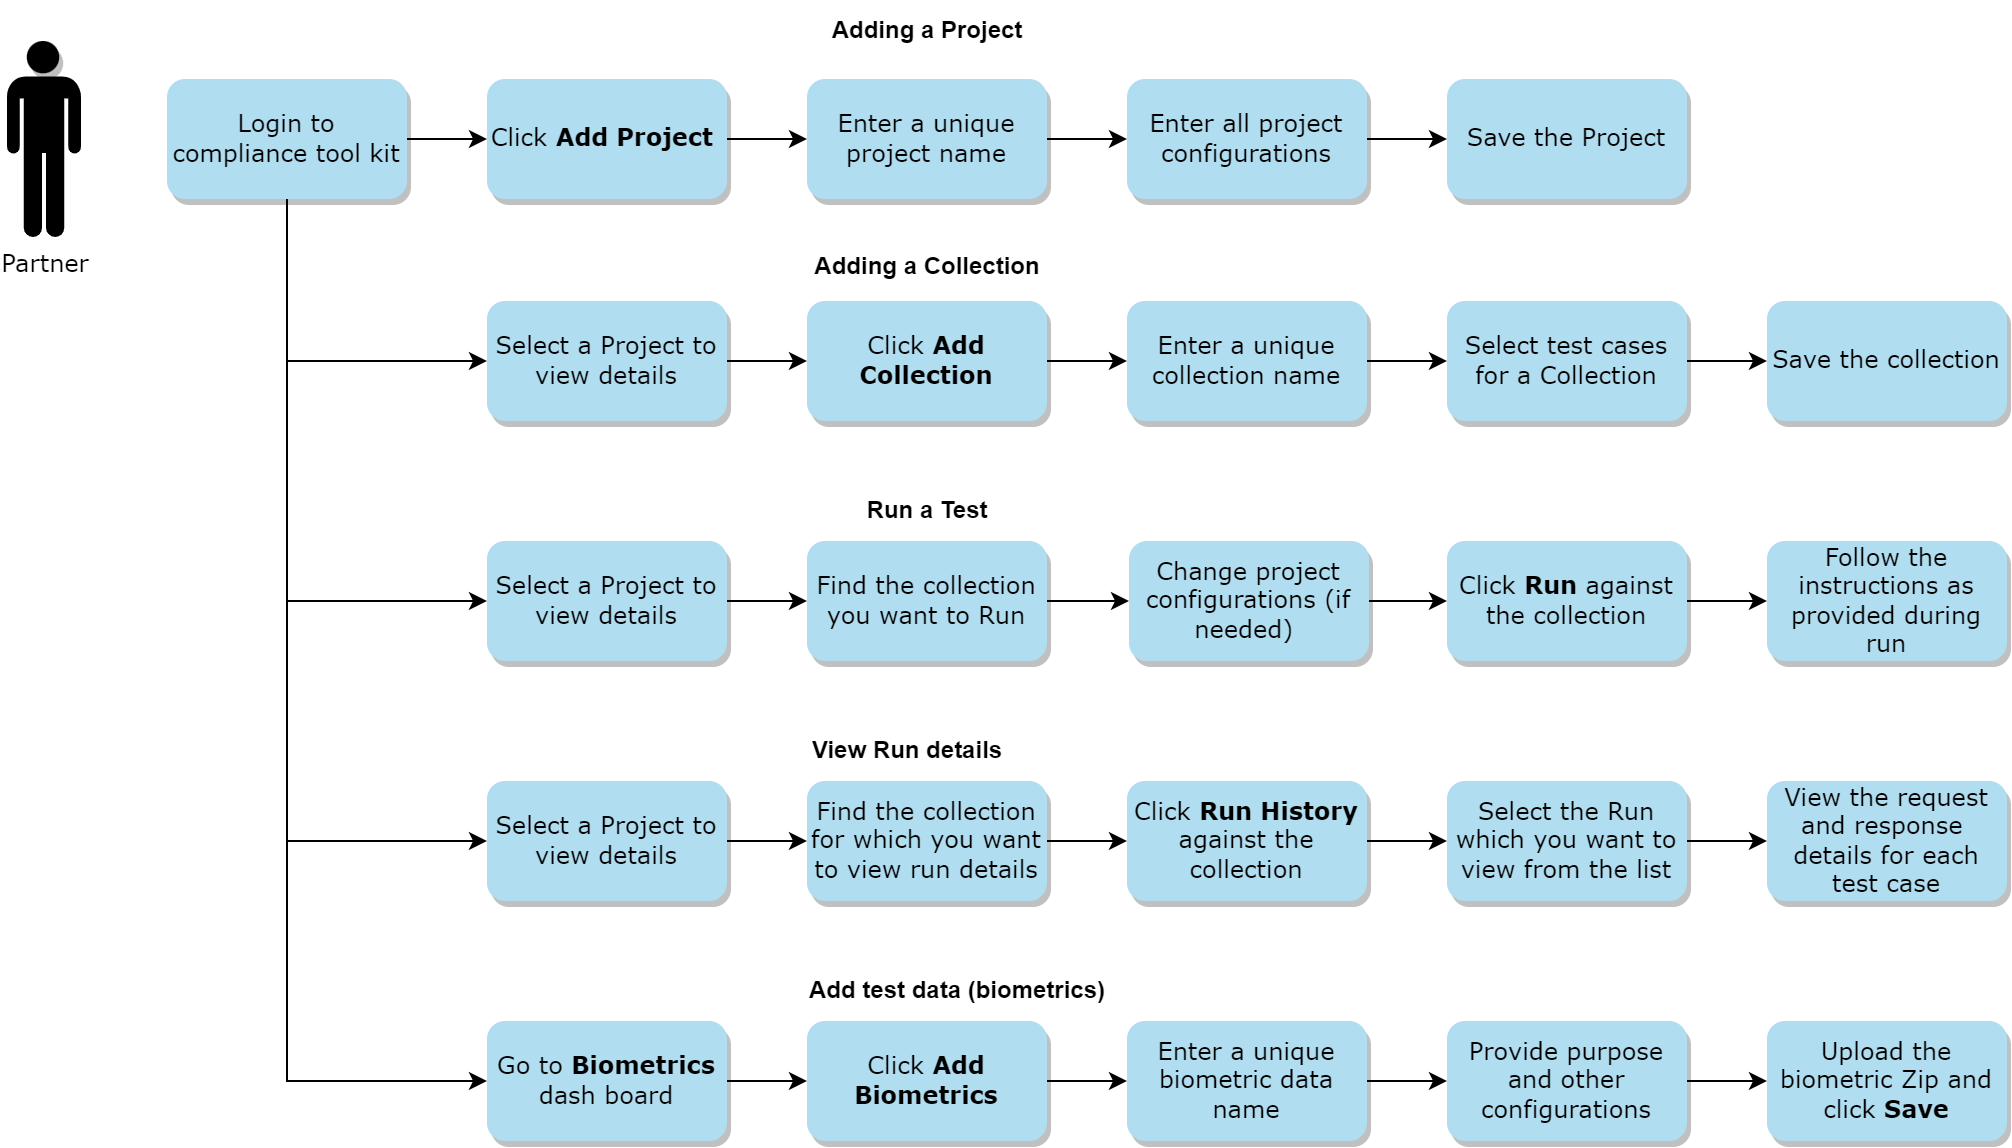 Adding a Project
Partner
Login to
compliance tool kit
Click Add Project
Enter a unique
project name
Enter all project
configurations
Save the Project
Adding a Collection
Select a Project to
view details
Click Add
Collection
Enter a unique
collection name
Select test cases
for a Collection
Save the collection
Run a Test
Select a Project to
view details
Find the collection
you want to Run
Change project
configurations (if
needed)
Click Run against
the collection
Follow the
instructions as
provided during
run
View Run details
Select a Project to
view details
Find the collection
for which you want
to view run details
Click Run History
against the
collection
Select the Run
which you want to
view from the list
View the request
and response
details for each
test case
Add test data (biometrics)
Go to Biometrics
dash board
Click Add
Biometrics
Enter a unique
biometric data
name
Provide purpose
and other
configurations
Upload the
biometric Zip and
click Save